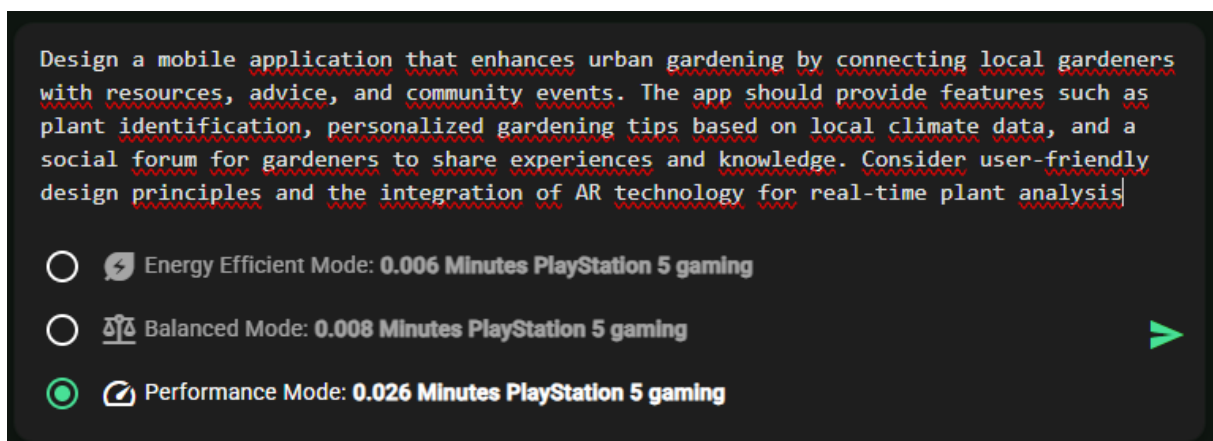 Design a mobile application that enhances urban gardening by connecting local gardeners
with resources, advice, and community events. The app should provide features such as
plant identification, personalized gardening tips based on local climate data, and a
social forum for gardeners to share experiences and knowledge. Consider user-friendly
design principles and the integration of AR technology for real-time plant analysis
Energy Efficient Mode: 0.006 Minutes PlayStation 5 gaming
Balanced Mode: 0.008 Minutes PlayStation 5 gaming
Performance Mode: 0.026 Minutes PlayStation 5 gaming